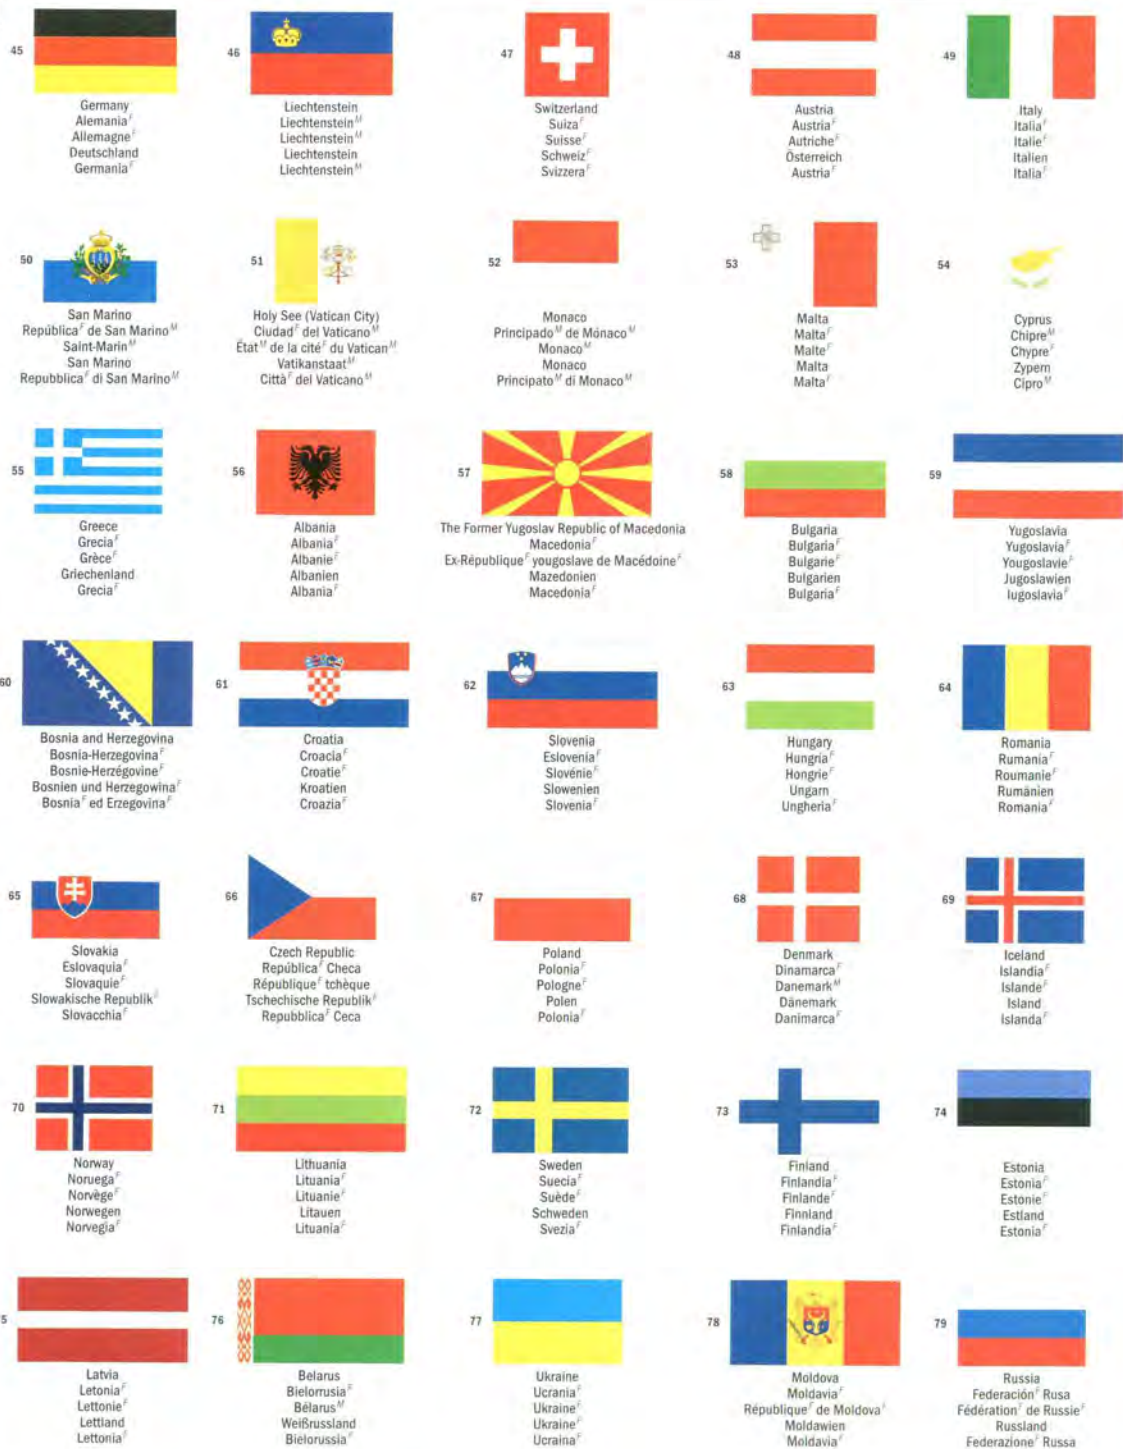 45
Germany
Alemania F
Allemagne F
Deutschland
Germania F
46
Liechtenstein
Liechtenstein M
Liechtenstein M
Liechtenstein
Liechtenstein M
47
Switzerland
Suiza F
Suisse F
Schweiz F
Svizzera F
48
Austria
Austria F
Autriche F
Österreich
Austria F
49
Italy
Italia F
Italie F
Italien
Italia F
50
San Marino
República F de San Marino M
Saint-Marin M
San Marino
Repubblica F di San Marino M
51
Holy See (Vatican City)
Ciudad F del Vaticano M
État M de la cité F du Vatican M
Vatikanstaat M
Città F del Vaticano M
52
Monaco
Principado M de Mónaco M
Monaco M
Monaco
Principato M di Monaco M
53
Malta
Malta F
Malte F
Malta
Malta F
54
Cyprus
Chipre M
Chypre F
Zypern
Cipro M
55
Greece
Grecia F
Grèce F
Griechenland
Grecia F
56
Albania
Albania F
Albanie F
Albanien
Albania F
57
The Former Yugoslav Republic of Macedonia
Macedonia F
Ex-République F yougoslave de Macédoine F
Mazedonien
Macedonia F
58
Bulgaria
Bulgaria F
Bulgarie F
Bulgarien
Bulgaria F
59
Yugoslavia
Yugoslavia F
Yougoslavie F
Jugoslawien
Iugoslavia F
60
Bosnia and Herzegovina
Bosnia-Herzegovina F
Bosnie-Herzégovine F
Bosnien und Herzegowina F
Bosnia F ed Erzegovina F
61
Croatia
Croacia F
Croatie F
Kroatien
Croazia F
62
Slovenia
Eslovenia F
Slovénie F
Slowenien
Slovenia F
63
Hungary
Hungría F
Hongrie F
Ungarn
Ungheria F
64
Romania
Rumania F
Roumanie F
Rumänien
Romania F
65
Slovakia
Eslovaquia F
Slovaquie F
Slowakische Republik F
Slovacchia F
66
Czech Republic
República F Checa
République F tchèque
Tschechische Republik F
Repubblica F Ceca
67
Poland
Polonia F
Pologne F
Polen
Polonia F
68
Denmark
Dinamarca F
Danemark M
Dänemark
Danimarca F
69
Iceland
Islandia F
Islande F
Island
Islanda F
70
Norway
Noruega F
Norvège F
Norwegen
Norvegia F
71
Lithuania
Lituania F
Lituanie F
Litauen
Lituania F
72
Sweden
Suecia F
Suède F
Schweden
Svezia F
73
Finland
Finlandia F
Finlande F
Finnland
Finlandia F
74
Estonia
Estonia F
Estonie F
Estland
Estonia F
5
Latvia
Letonia F
Lettonie F
Lettland
Lettonia F
76
Belarus
Bielorrusia F
Bélarus M
Weißrussland
Bielorussia F
77
Ukraine
Ucrania F
Ukraine F
Ukraine F
Ucraina F
78
Moldova
Moldavia F
République F de Moldova F
Moldawien
Moldavia F
79
Russia
Federación F Rusa
Fédération F de Russie F
Russland
Federazione F Russa